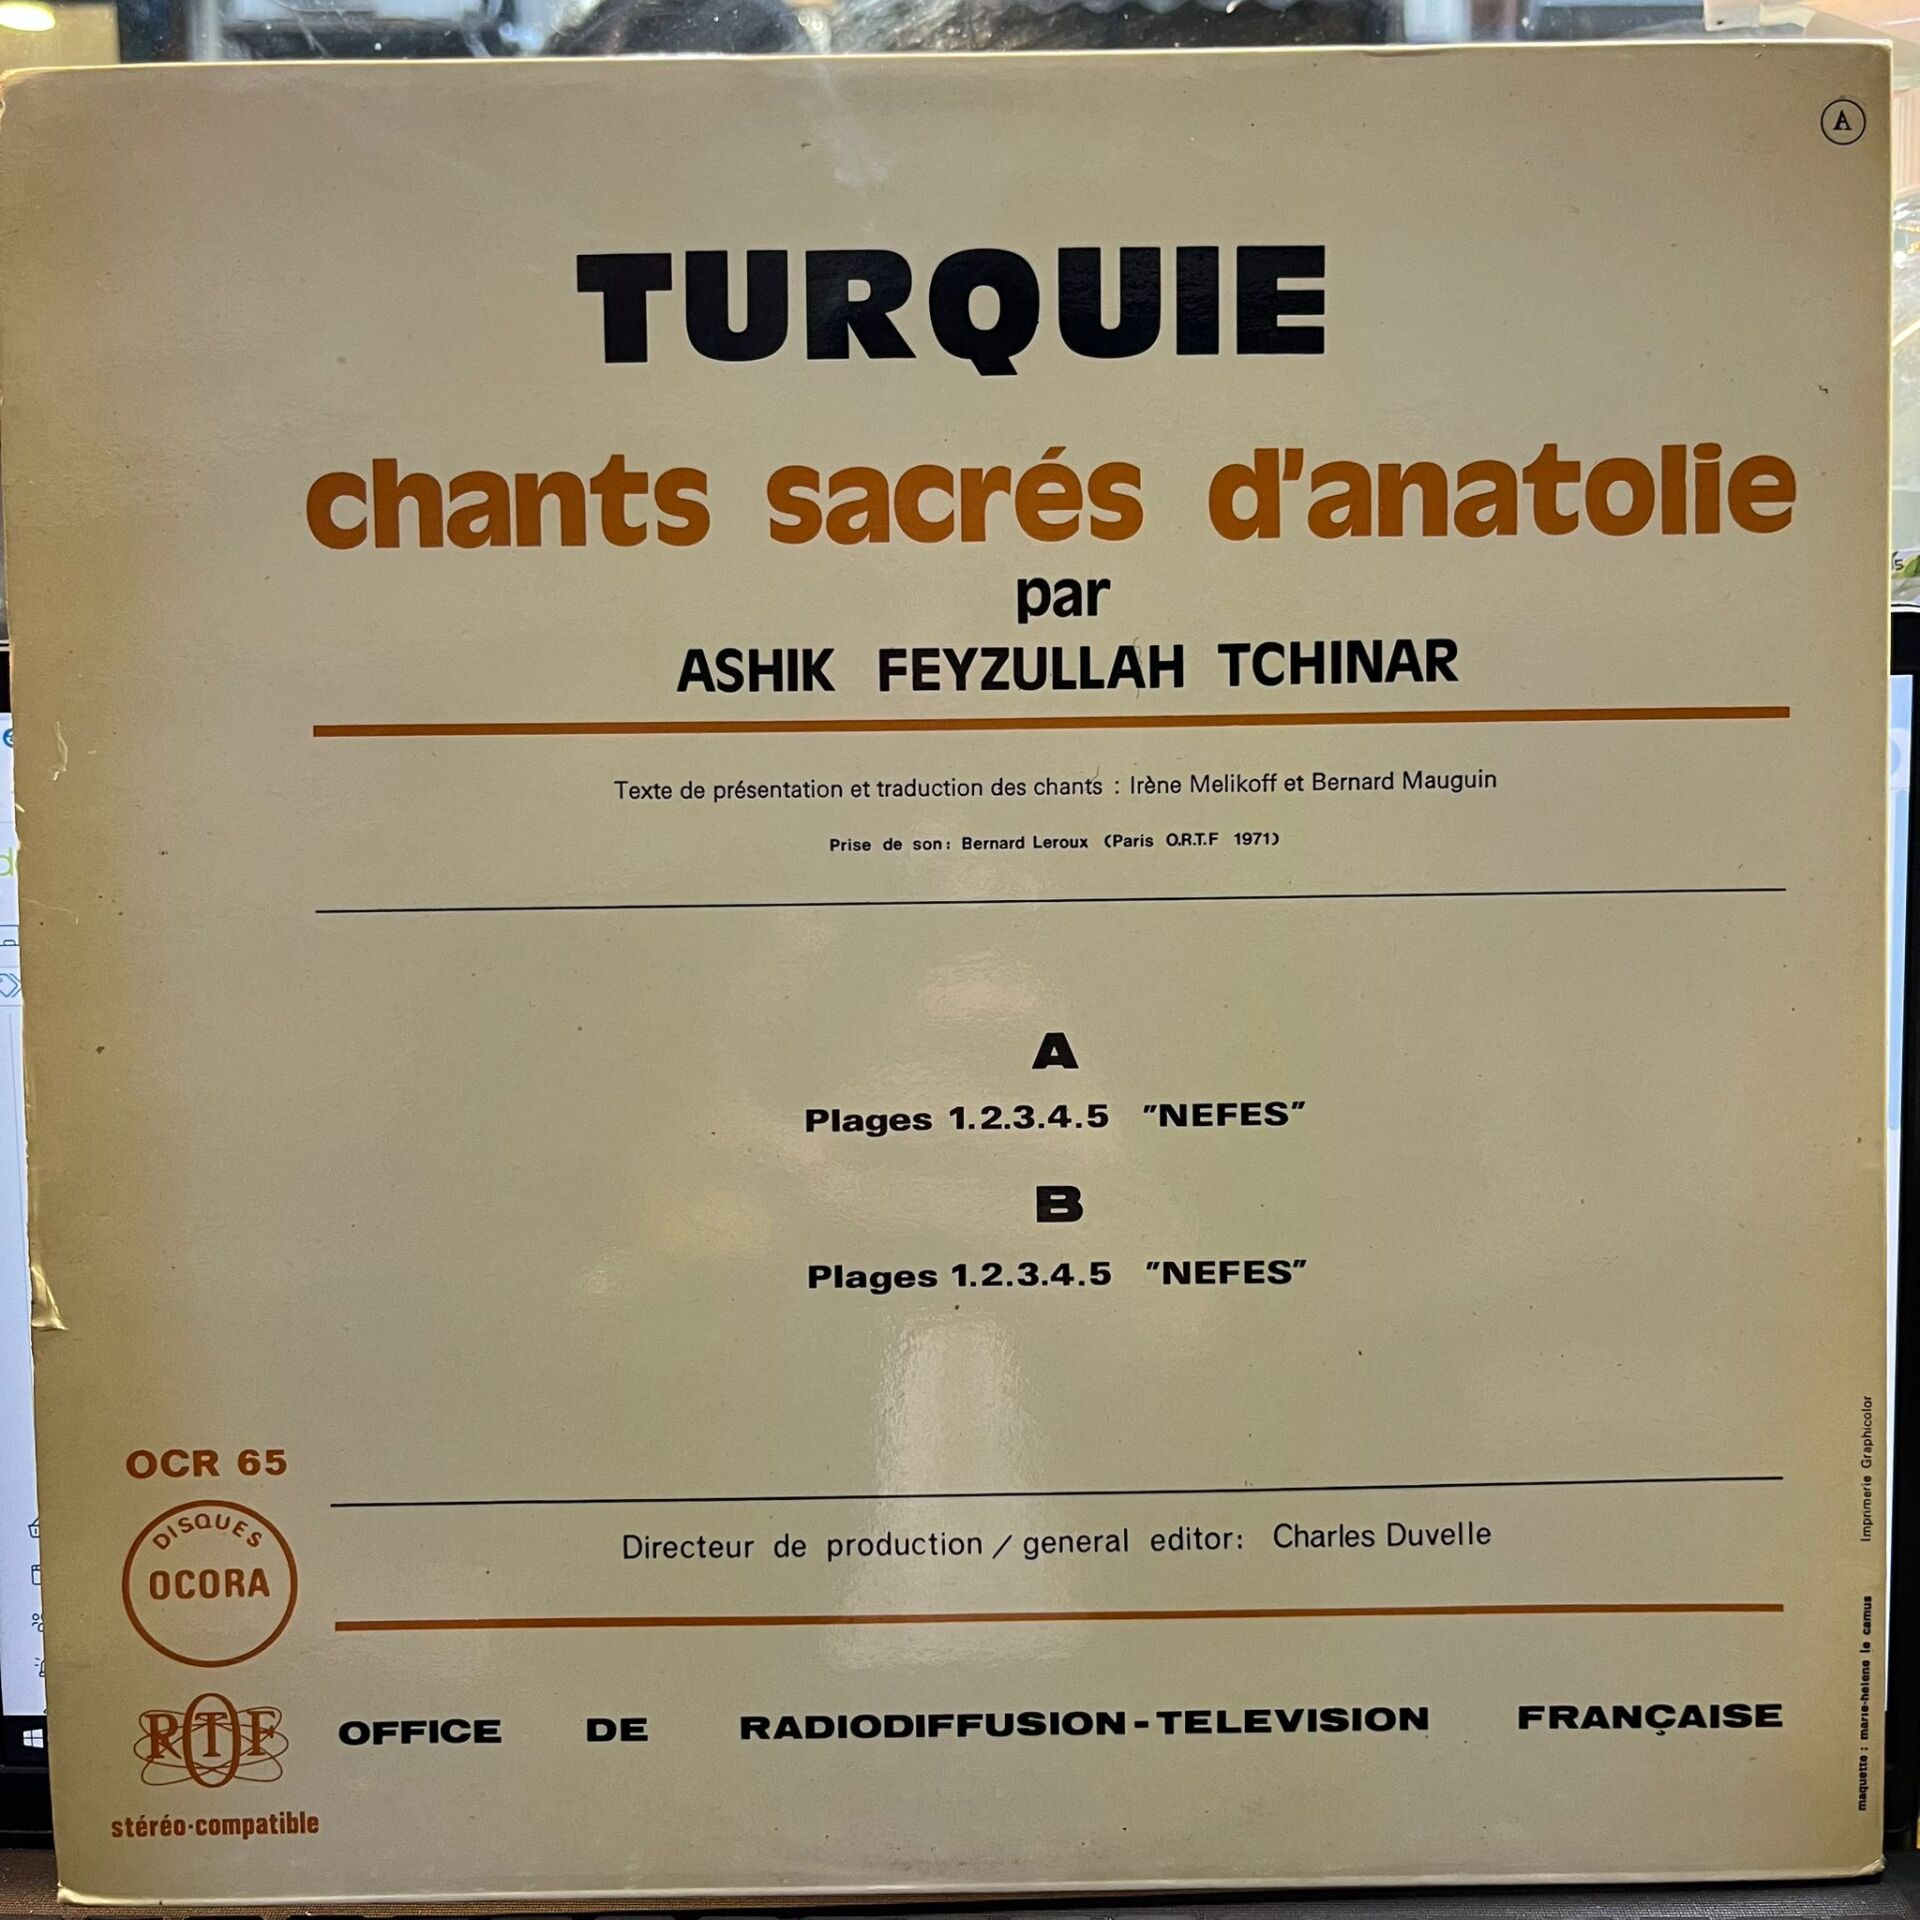 A
TURQUIE
chants sacrés d'anatolie
par
ASHIK FEYZULLAH TCHINAR
Texte de présentation et traduction des chants : Irène Melikoff et Bernard Mauguin
Prise de son: Bernard Leroux (Paris O.R.T.F 1971)
A
Plages 1.2.3.4.5 "NEFES"
B
Plages 1.2.3.4.5 "NEFES"
OCR 65
DISQUES
OCORA
Directeur de production / general editor: Charles Duvelle
ORTF
OFFICE DE RADIODIFFUSION-TELEVISION FRANÇAISE
stéréo-compatible
maquette : marie-helene le camus Imprimerie Graphicolor